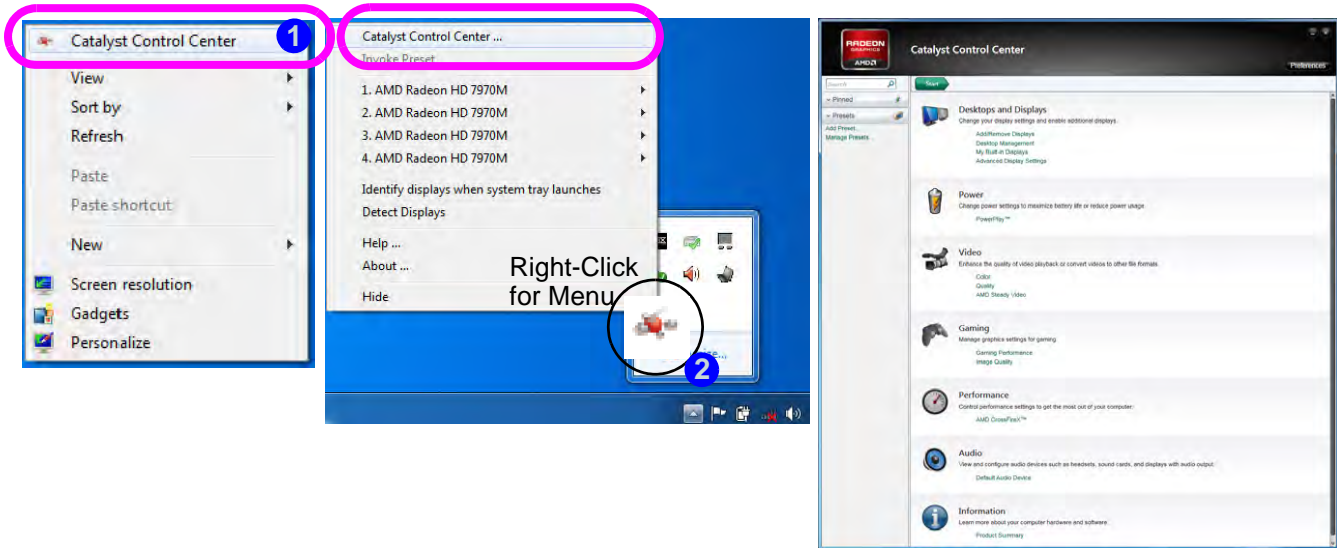 Catalyst Control Center
1
View
Sort by
Refresh
Paste
Paste shortcut
New
Screen resolution
Gadgets
Personalize
Catalyst Control Center ...
Invoke Preset
1. AMD Radeon HD 7970M
2. AMD Radeon HD 7970M
3. AMD Radeon HD 7970M
4. AMD Radeon HD 7970M
Identify displays when system tray launches
Detect Displays
Help ...
About ...
Hide
Right-Click
for Menu
2
RADEON
GRAPHICS
AMD
Catalyst Control Center
Preferences
Search
Start
Pinned
Presets
Add Preset...
Manage Presets...
Desktops and Displays
Change your display settings and enable additional displays.
Add/Remove Displays
Desktop Management
My Built-in Displays
Advanced Display Settings
Power
Change power settings to maximize battery life or reduce power usage.
PowerPlay™
Video
Enhance the quality of video playback or convert videos to other file formats.
Color
Quality
AMD Steady Video
Gaming
Manage graphics settings for gaming.
Gaming Performance
Image Quality
Performance
Control performance settings to get the most out of your computer.
AMD CrossFireX™
Audio
View and configure audio devices such as headsets, sound cards, and displays with audio output.
Default Audio Device
Information
Learn more about your computer hardware and software.
Product Summary